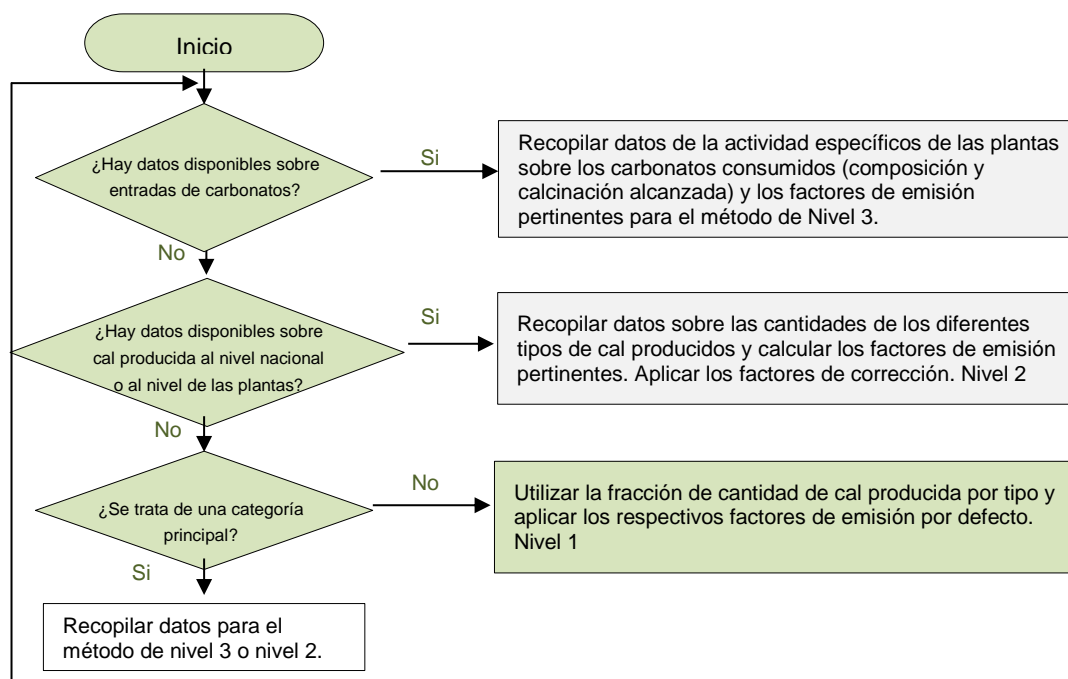 Inicio
¿Hay datos disponibles sobre
entradas de carbonatos?
Si
Recopilar datos de la actividad específicos de las plantas
sobre los carbonatos consumidos (composición y
calcinación alcanzada) y los factores de emisión
pertinentes para el método de Nivel 3.
No
¿Hay datos disponibles sobre
cal producida al nivel nacional
o al nivel de las plantas?
Si
Recopilar datos sobre las cantidades de los diferentes
tipos de cal producidos y calcular los factores de emisión
pertinentes. Aplicar los factores de corrección. Nivel 2
No
¿Se trata de una categoría
principal?
No
Utilizar la fracción de cantidad de cal producida por tipo y
aplicar los respectivos factores de emisión por defecto.
Nivel 1
Si
Recopilar datos para el
método de nivel 3 o nivel 2.